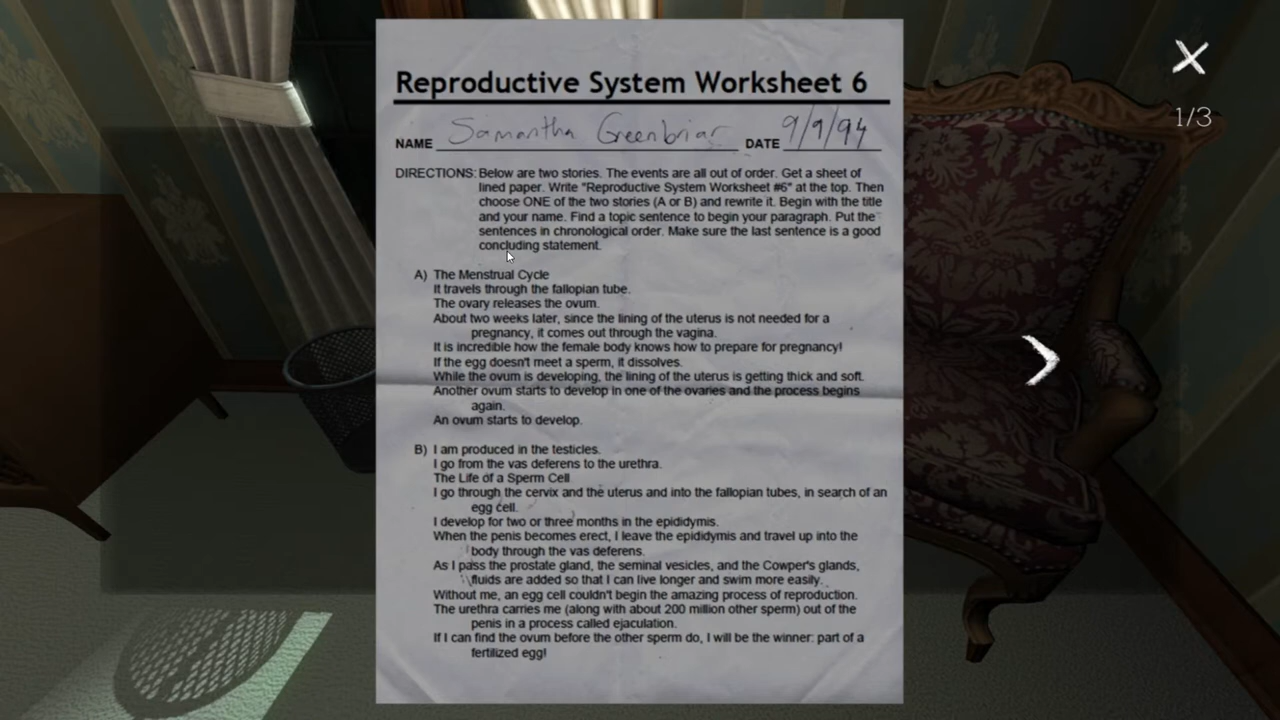 Reproductive System Worksheet 6
NAME Samantha Greenbriar DATE 9/9/94
DIRECTIONS: Below are two stories. The events are all out of order. Get a sheet of
lined paper. Write "Reproductive System Worksheet #6" at the top. Then
choose ONE of the two stories (A or B) and rewrite it. Begin with the title
and your name. Find a topic sentence to begin your paragraph. Put the
sentences in chronological order. Make sure the last sentence is a good
concluding statement.
A) The Menstrual Cycle
It travels through the fallopian tube.
The ovary releases the ovum.
About two weeks later, since the lining of the uterus is not needed for a
pregnancy, it comes out through the vagina.
It is incredible how the female body knows how to prepare for pregnancy!
If the egg doesn't meet a sperm, it dissolves.
While the ovum is developing, the lining of the uterus is getting thick and soft.
Another ovum starts to develop in one of the ovaries and the process begins
again.
An ovum starts to develop.
B) I am produced in the testicles.
I go from the vas deferens to the urethra.
The Life of a Sperm Cell
I go through the cervix and the uterus and into the fallopian tubes, in search of an
egg cell.
I develop for two or three months in the epididymis.
When the penis becomes erect, I leave the epididymis and travel up into the
body through the vas deferens.
As I pass the prostate gland, the seminal vesicles, and the Cowper's glands,
fluids are added so that I can live longer and swim more easily.
Without me, an egg cell couldn't begin the amazing process of reproduction.
The urethra carries me (along with about 200 million other sperm) out of the
penis in a process called ejaculation.
If I can find the ovum before the other sperm do, I will be the winner: part of a
fertilized egg!
1/3